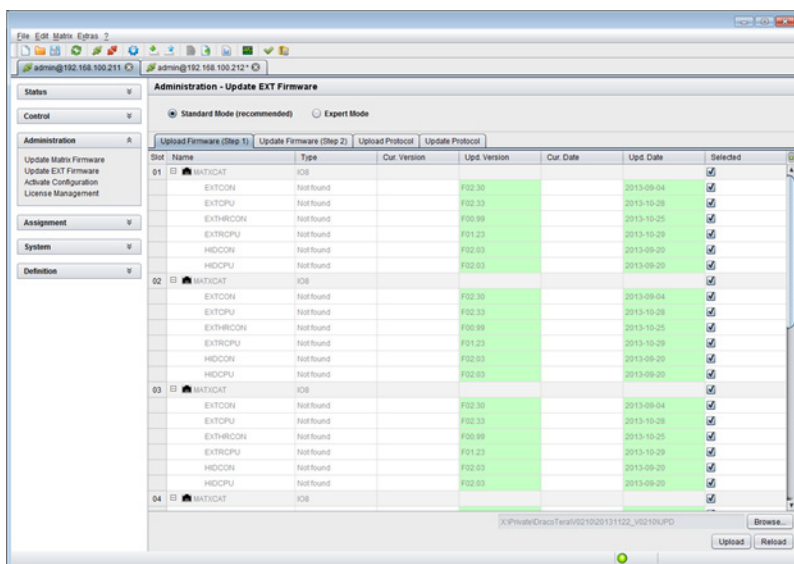 File Edit Matrix Extras ?
admin@192.168.100.211
admin@192.168.100.212*
Status
Control
Administration
Update Matrix Firmware
Update EXT Firmware
Activate Configuration
License Management
Assignment
System
Definition
Administration - Update EXT Firmware
Standard Mode (recommended) Expert Mode
Upload Firmware (Step 1) Update Firmware (Step 2) Upload Protocol Update Protocol
Slot Name Type Cur. Version Upd. Version Cur. Date Upd. Date Selected
01 MATXCAT IO8
EXTCON Not found F02.30 2013-09-04
EXTCPU Not found F02.33 2013-10-28
EXTHRCON Not found F00.99 2013-10-25
EXTRCPU Not found F01.23 2013-10-29
HIDCON Not found F02.03 2013-09-20
HIDCPU Not found F02.03 2013-09-20
02 MATXCAT IO8
EXTCON Not found F02.30 2013-09-04
EXTCPU Not found F02.33 2013-10-28
EXTHRCON Not found F00.99 2013-10-25
EXTRCPU Not found F01.23 2013-10-29
HIDCON Not found F02.03 2013-09-20
HIDCPU Not found F02.03 2013-09-20
03 MATXCAT IO8
EXTCON Not found F02.30 2013-09-04
EXTCPU Not found F02.33 2013-10-28
EXTHRCON Not found F00.99 2013-10-25
EXTRCPU Not found F01.23 2013-10-29
HIDCON Not found F02.03 2013-09-20
HIDCPU Not found F02.03 2013-09-20
04 MATXCAT IO8
X:\Private\DracoTera\V0210\20131122_V0210\UPD Browse...
Upload Reload